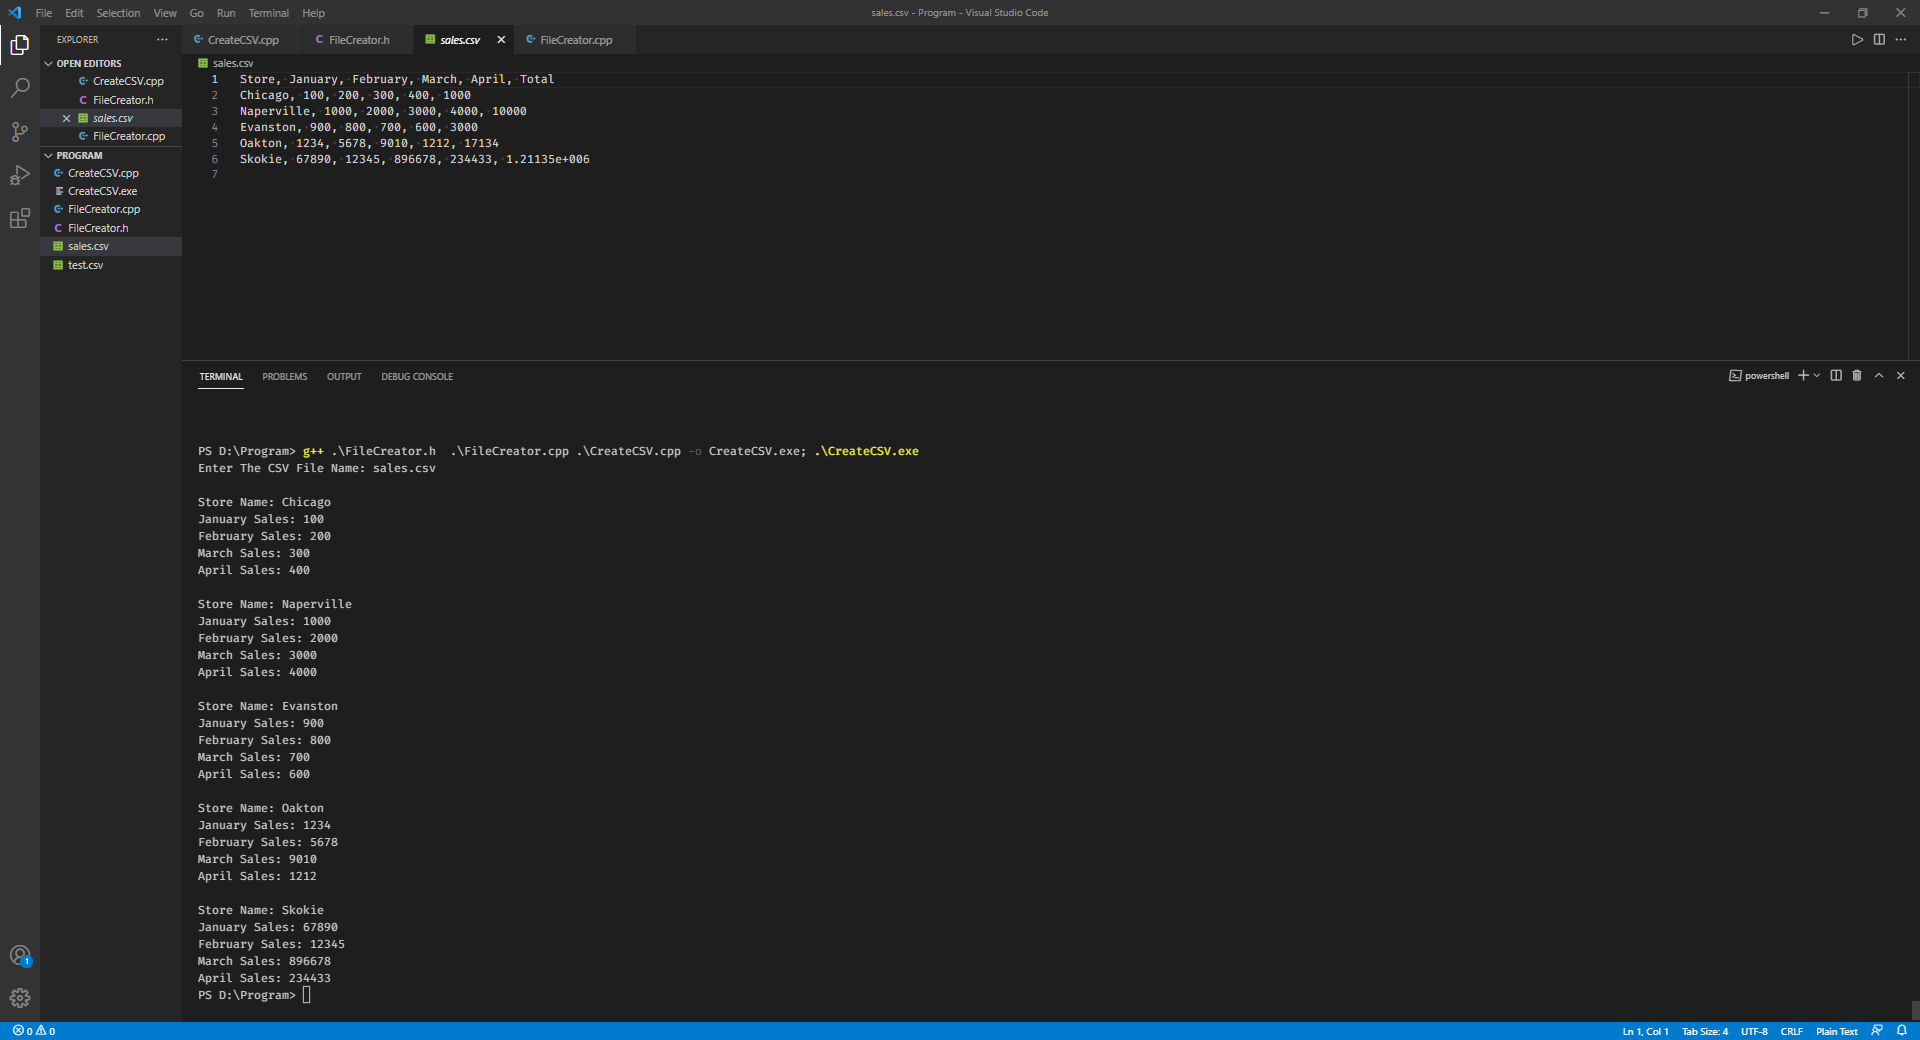 File Edit Selection View Go Run Terminal Help sales.csv - Program - Visual Studio Code
EXPLORER
CreateCSV.cpp FileCreator.h sales.csv FileCreator.cpp
OPEN EDITORS
CreateCSV.cpp
FileCreator.h
sales.csv
FileCreator.cpp
PROGRAM
CreateCSV.cpp
CreateCSV.exe
FileCreator.cpp
FileCreator.h
sales.csv
test.csv
sales.csv
1 Store, January, February, March, April, Total
2 Chicago, 100, 200, 300, 400, 1000
3 Naperville, 1000, 2000, 3000, 4000, 10000
4 Evanston, 900, 800, 700, 600, 3000
5 Oakton, 1234, 5678, 9010, 1212, 17134
6 Skokie, 67890, 12345, 896678, 234433, 1.21135e+006
7
TERMINAL PROBLEMS OUTPUT DEBUG CONSOLE powershell
PS D:\Program> g++ .\FileCreator.h  .\FileCreator.cpp .\CreateCSV.cpp -o CreateCSV.exe; .\CreateCSV.exe
Enter The CSV File Name: sales.csv
Store Name: Chicago
January Sales: 100
February Sales: 200
March Sales: 300
April Sales: 400
Store Name: Naperville
January Sales: 1000
February Sales: 2000
March Sales: 3000
April Sales: 4000
Store Name: Evanston
January Sales: 900
February Sales: 800
March Sales: 700
April Sales: 600
Store Name: Oakton
January Sales: 1234
February Sales: 5678
March Sales: 9010
April Sales: 1212
Store Name: Skokie
January Sales: 67890
February Sales: 12345
March Sales: 896678
April Sales: 234433
PS D:\Program>
1
0 0 Ln 1, Col 1 Tab Size: 4 UTF-8 CRLF Plain Text